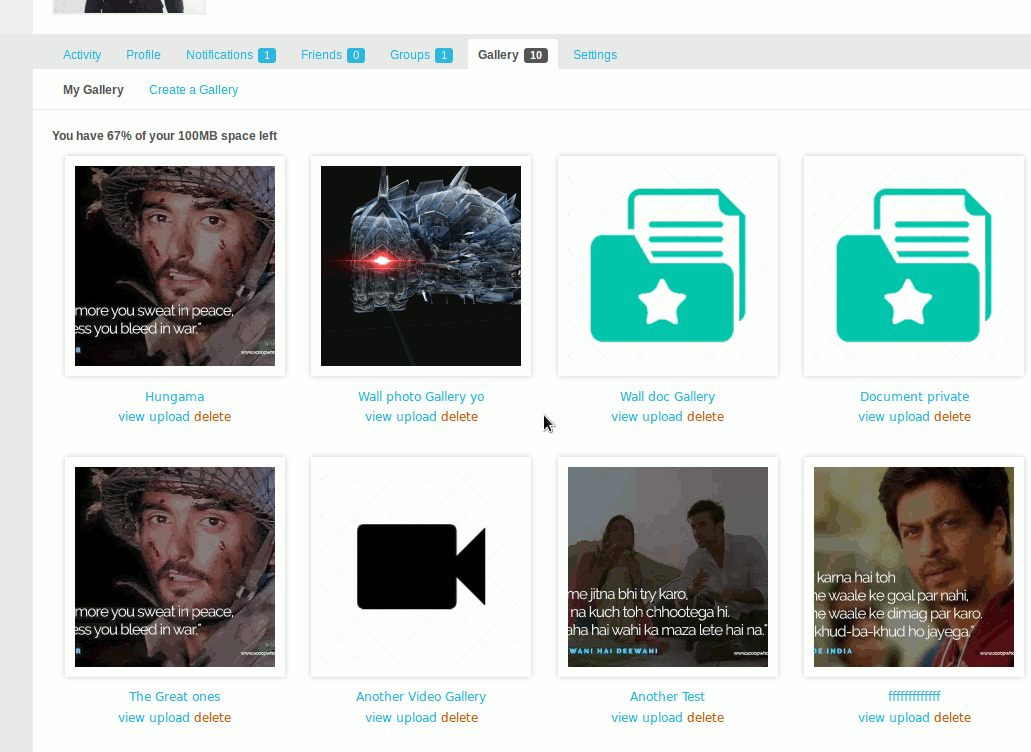 Activity Profile Notifications 1 Friends 0 Groups 1 Gallery 10 Settings
My Gallery Create a Gallery
You have 67% of your 100MB space left
more you sweat in peace,
ess you bleed in war."
Hungama
view upload delete
Wall photo Gallery yo
view upload delete
Wall doc Gallery
view upload delete
Document private
view upload delete
more you sweat in peace,
ess you bleed in war."
me jitna bhi try karo,
na kuch toh chhootega hi.
aha hai wahi ka maza lete hai na."
WANI HAI DEEWANI
karna hai toh
ne waale ke goal par nahi,
ne waale ke dimag par karo.
khud-ba-khud ho jayega."
DE INDIA
The Great ones
view upload delete
Another Video Gallery
view upload delete
Another Test
view upload delete
fffffffffffff
view upload delete